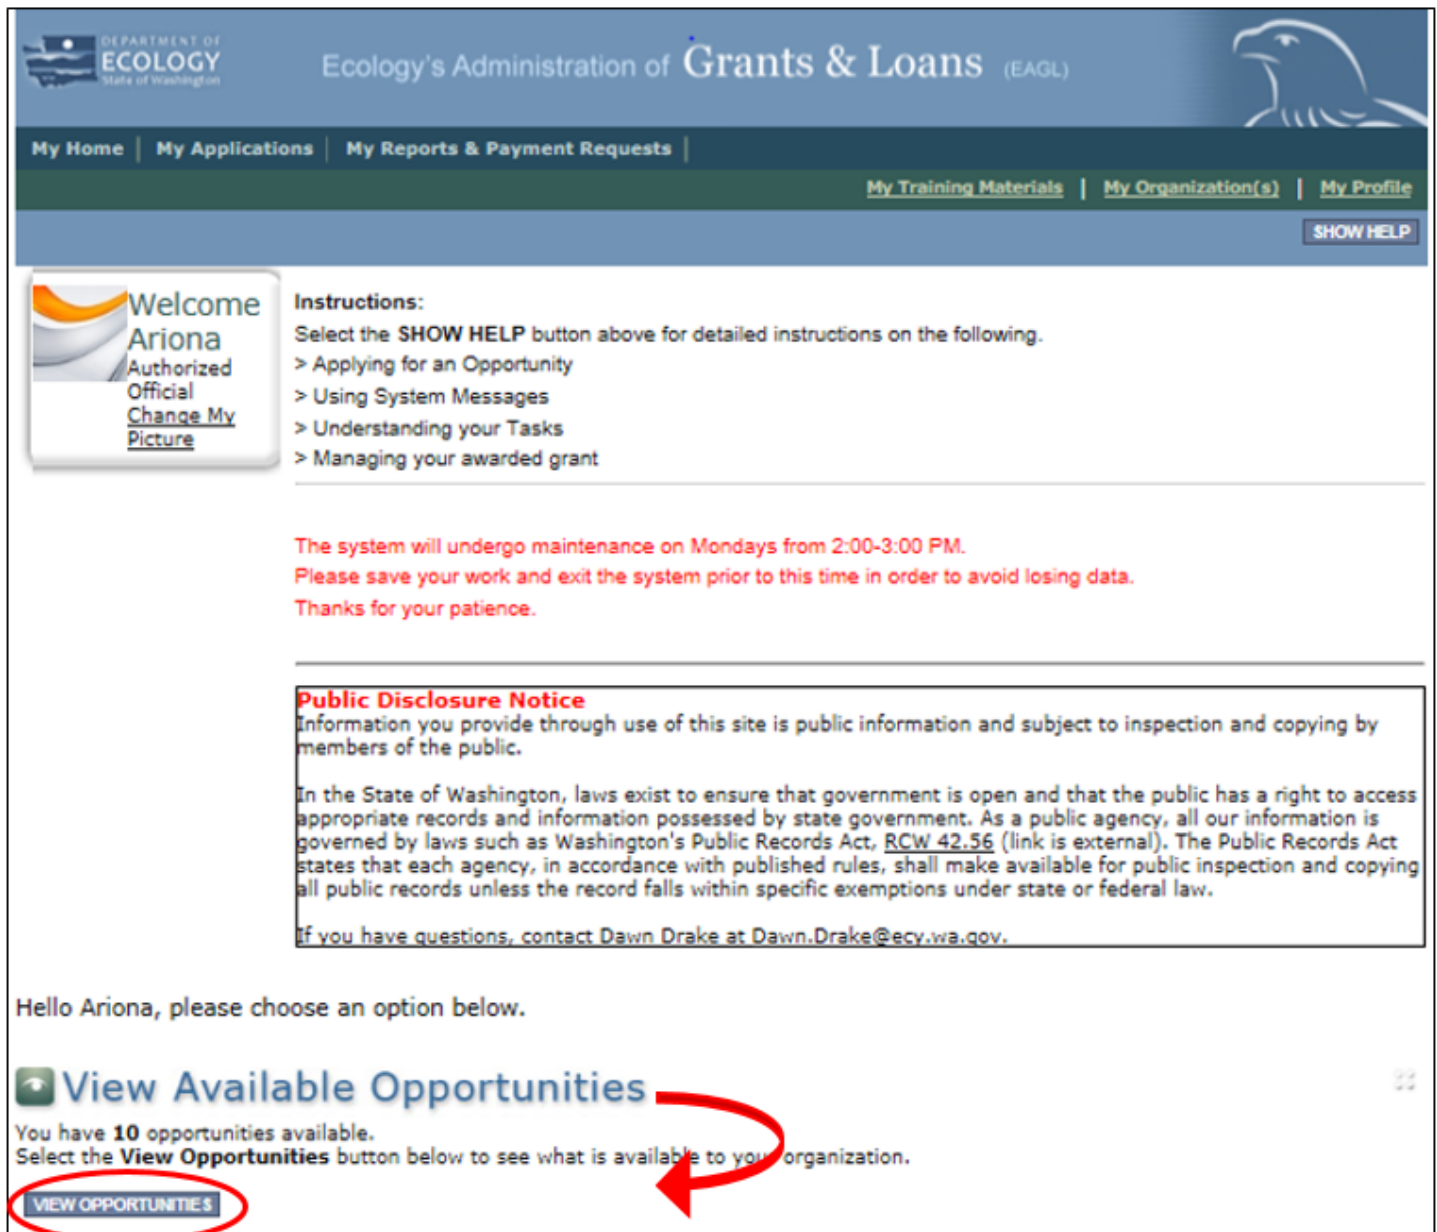 DEPARTMENT OF
ECOLOGY
State of Washington
Ecology's Administration of Grants & Loans (EAGL)
My Home | My Applications | My Reports & Payment Requests |
My Training Materials | My Organization(s) | My Profile
SHOW HELP
Welcome
Ariona
Authorized
Official
Change My
Picture
Instructions:
Select the SHOW HELP button above for detailed instructions on the following.
> Applying for an Opportunity
> Using System Messages
> Understanding your Tasks
> Managing your awarded grant
The system will undergo maintenance on Mondays from 2:00-3:00 PM.
Please save your work and exit the system prior to this time in order to avoid losing data.
Thanks for your patience.
Public Disclosure Notice
Information you provide through use of this site is public information and subject to inspection and copying by
members of the public.
In the State of Washington, laws exist to ensure that government is open and that the public has a right to access
appropriate records and information possessed by state government. As a public agency, all our information is
governed by laws such as Washington's Public Records Act, RCW 42.56 (link is external). The Public Records Act
states that each agency, in accordance with published rules, shall make available for public inspection and copying
all public records unless the record falls within specific exemptions under state or federal law.
If you have questions, contact Dawn Drake at Dawn.Drake@ecy.wa.gov.
Hello Ariona, please choose an option below.
View Available Opportunities
You have 10 opportunities available.
Select the View Opportunities button below to see what is available to your organization.
VIEW OPPORTUNITIES